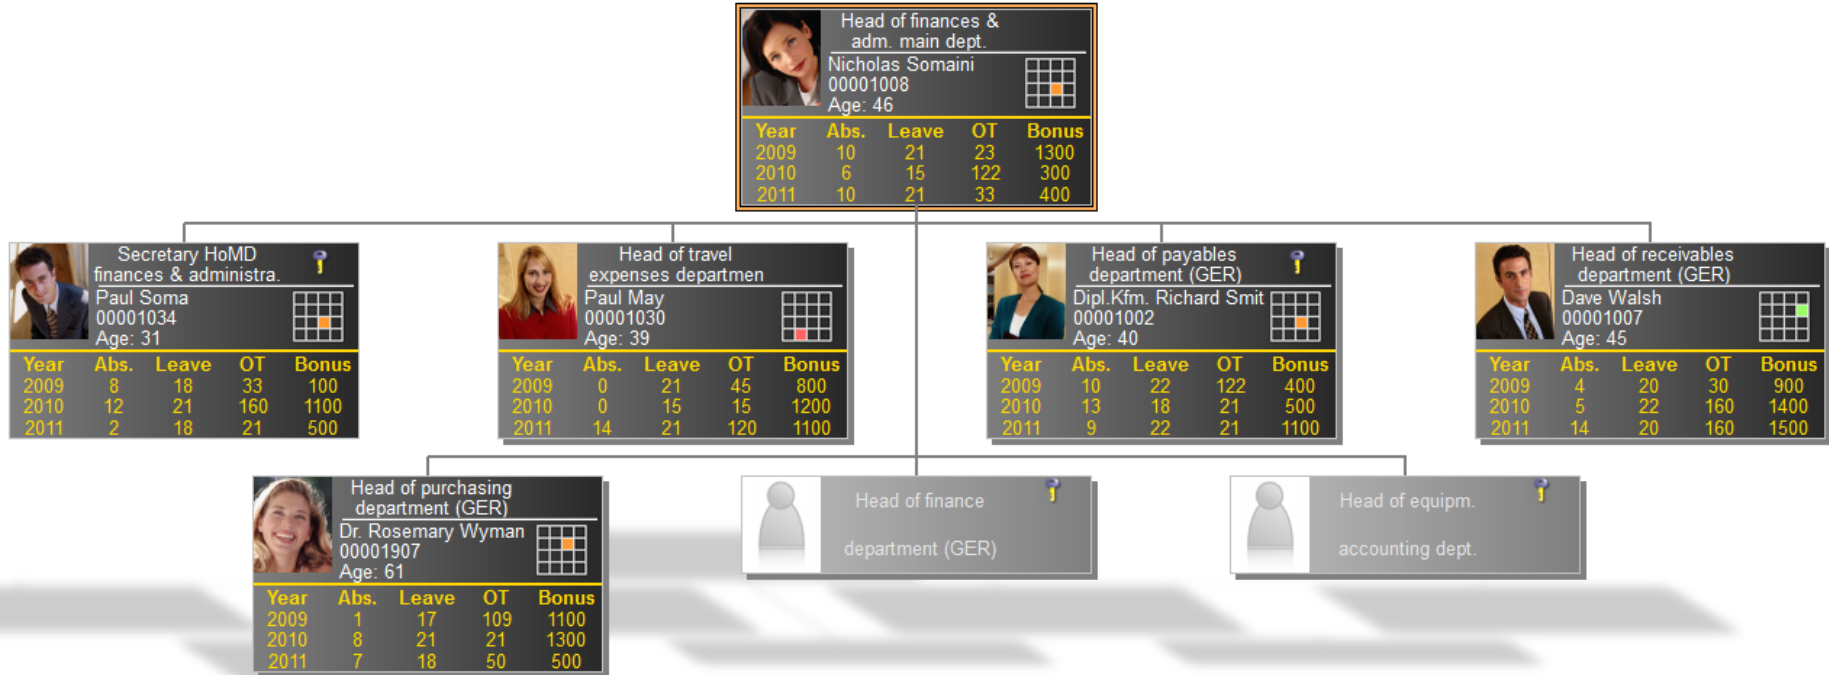 Head of finances &
adm. main dept.
Nicholas Somaini
00001008
Age: 46
Year Abs. Leave OT Bonus
2009 10 21 23 1300
2010 6 15 122 300
2011 10 21 33 400
Secretary HoMD
finances & administra.
Paul Soma
00001034
Age: 31
Year Abs. Leave OT Bonus
2009 8 18 33 100
2010 12 21 160 1100
2011 2 18 21 500
Head of travel
expenses departmen
Paul May
00001030
Age: 39
Year Abs. Leave OT Bonus
2009 0 21 45 800
2010 0 15 15 1200
2011 14 21 120 1100
Head of payables
department (GER)
Dipl.Kfm. Richard Smit
00001002
Age: 40
Year Abs. Leave OT Bonus
2009 10 22 122 400
2010 13 18 21 500
2011 9 22 21 1100
Head of receivables
department (GER)
Dave Walsh
00001007
Age: 45
Year Abs. Leave OT Bonus
2009 4 20 30 900
2010 5 22 160 1400
2011 14 20 160 1500
Head of purchasing
department (GER)
Dr. Rosemary Wyman
00001907
Age: 61
Year Abs. Leave OT Bonus
2009 1 17 109 1100
2010 8 21 21 1300
2011 7 18 50 500
Head of finance
department (GER)
Head of equipm.
accounting dept.